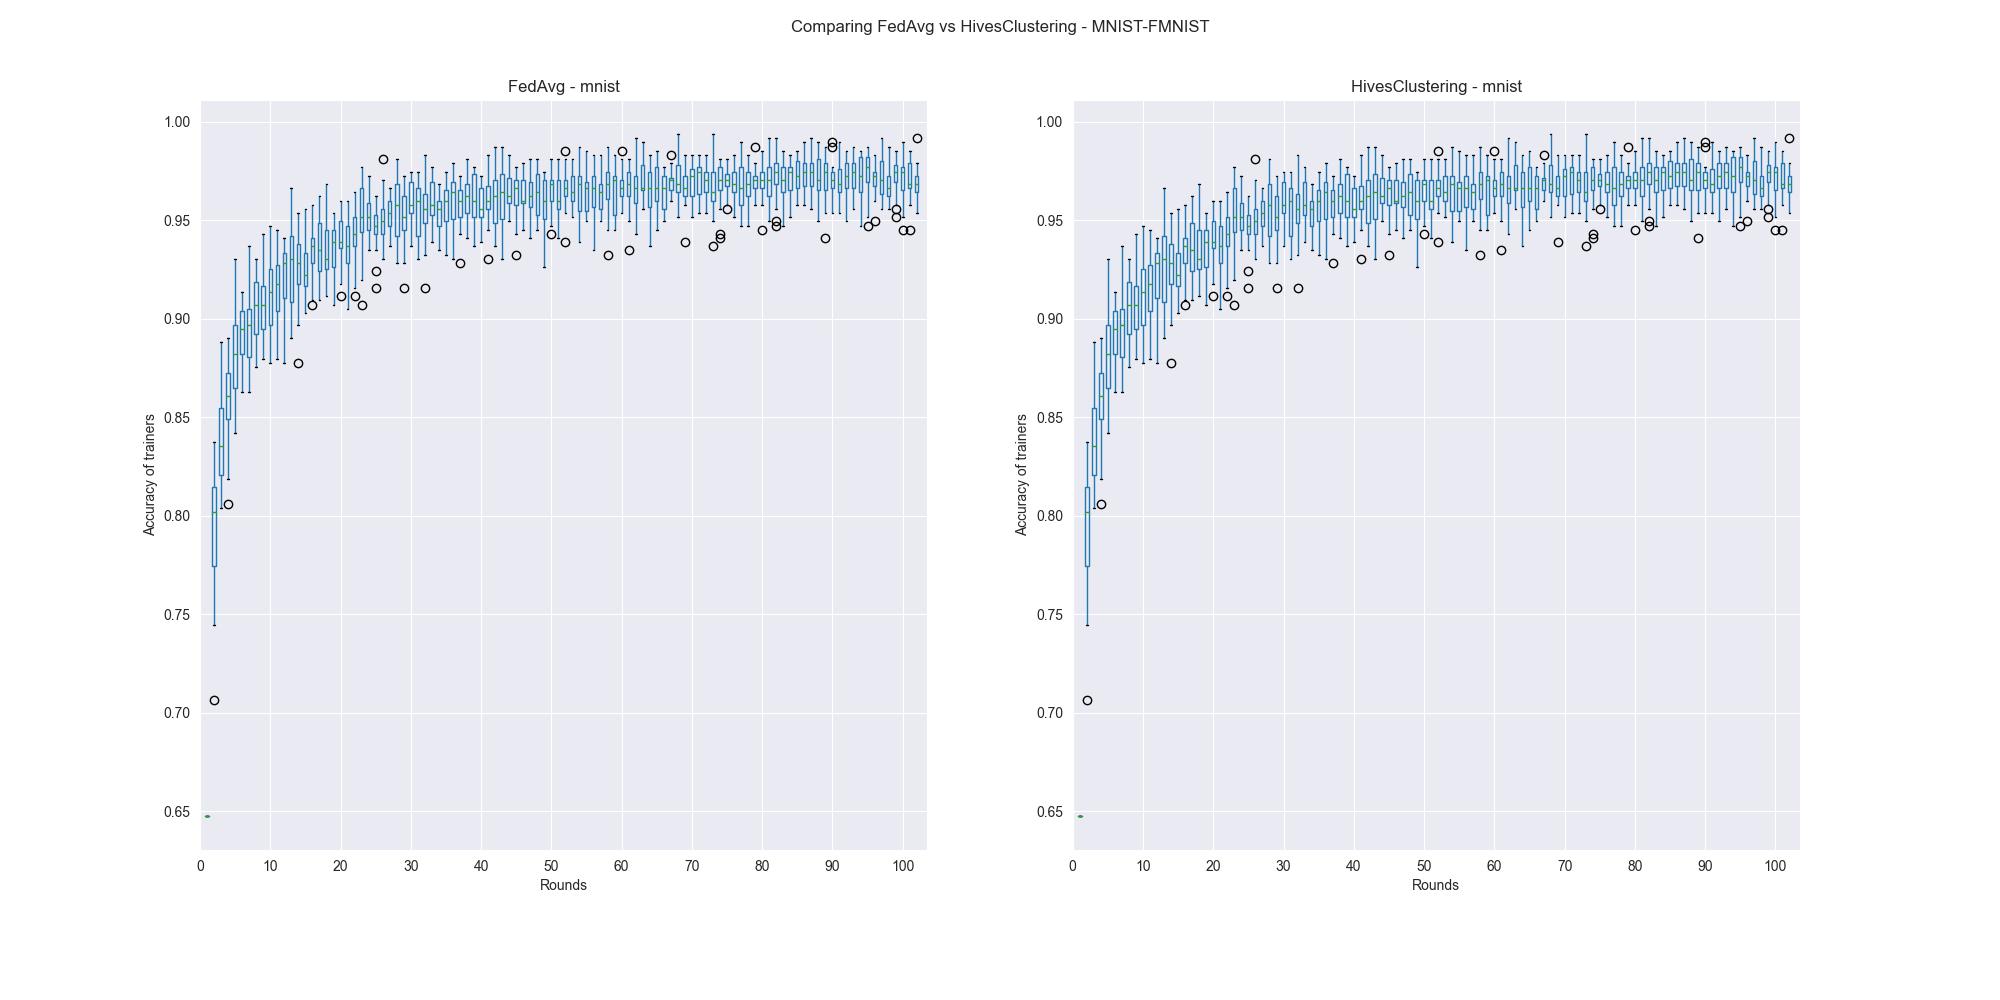 Comparing FedAvg vs HivesClustering - MNIST-FMNIST
FedAvg - mnist
Accuracy of trainers
1.00
0.95
0.90
0.85
0.80
0.75
0.70
0.65
0 10 20 30 40 50 60 70 80 90 100
Rounds
HivesClustering - mnist
Accuracy of trainers
1.00
0.95
0.90
0.85
0.80
0.75
0.70
0.65
0 10 20 30 40 50 60 70 80 90 100
Rounds